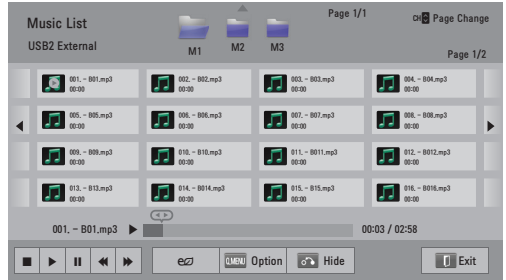 Music List
Page 1/1
CH Page Change
USB2 External
M1
M2
M3
Page 1/2
001. - B01.mp3
00:00
002. - B02.mp3
00:00
003. - B03.mp3
00:00
004. - B04.mp3
00:00
005. - B05.mp3
00:00
006. - B06.mp3
00:00
007. - B07.mp3
00:00
008. - B08.mp3
00:00
009. - B09.mp3
00:00
010. - B10.mp3
00:00
011. - B011.mp3
00:00
012. - B012.mp3
00:00
013. - B13.mp3
00:00
014. - B014.mp3
00:00
015. - B15.mp3
00:00
016. - B016.mp3
00:00
001. - B01.mp3
00:03 / 02:58
Q.MENU Option
Hide
Exit